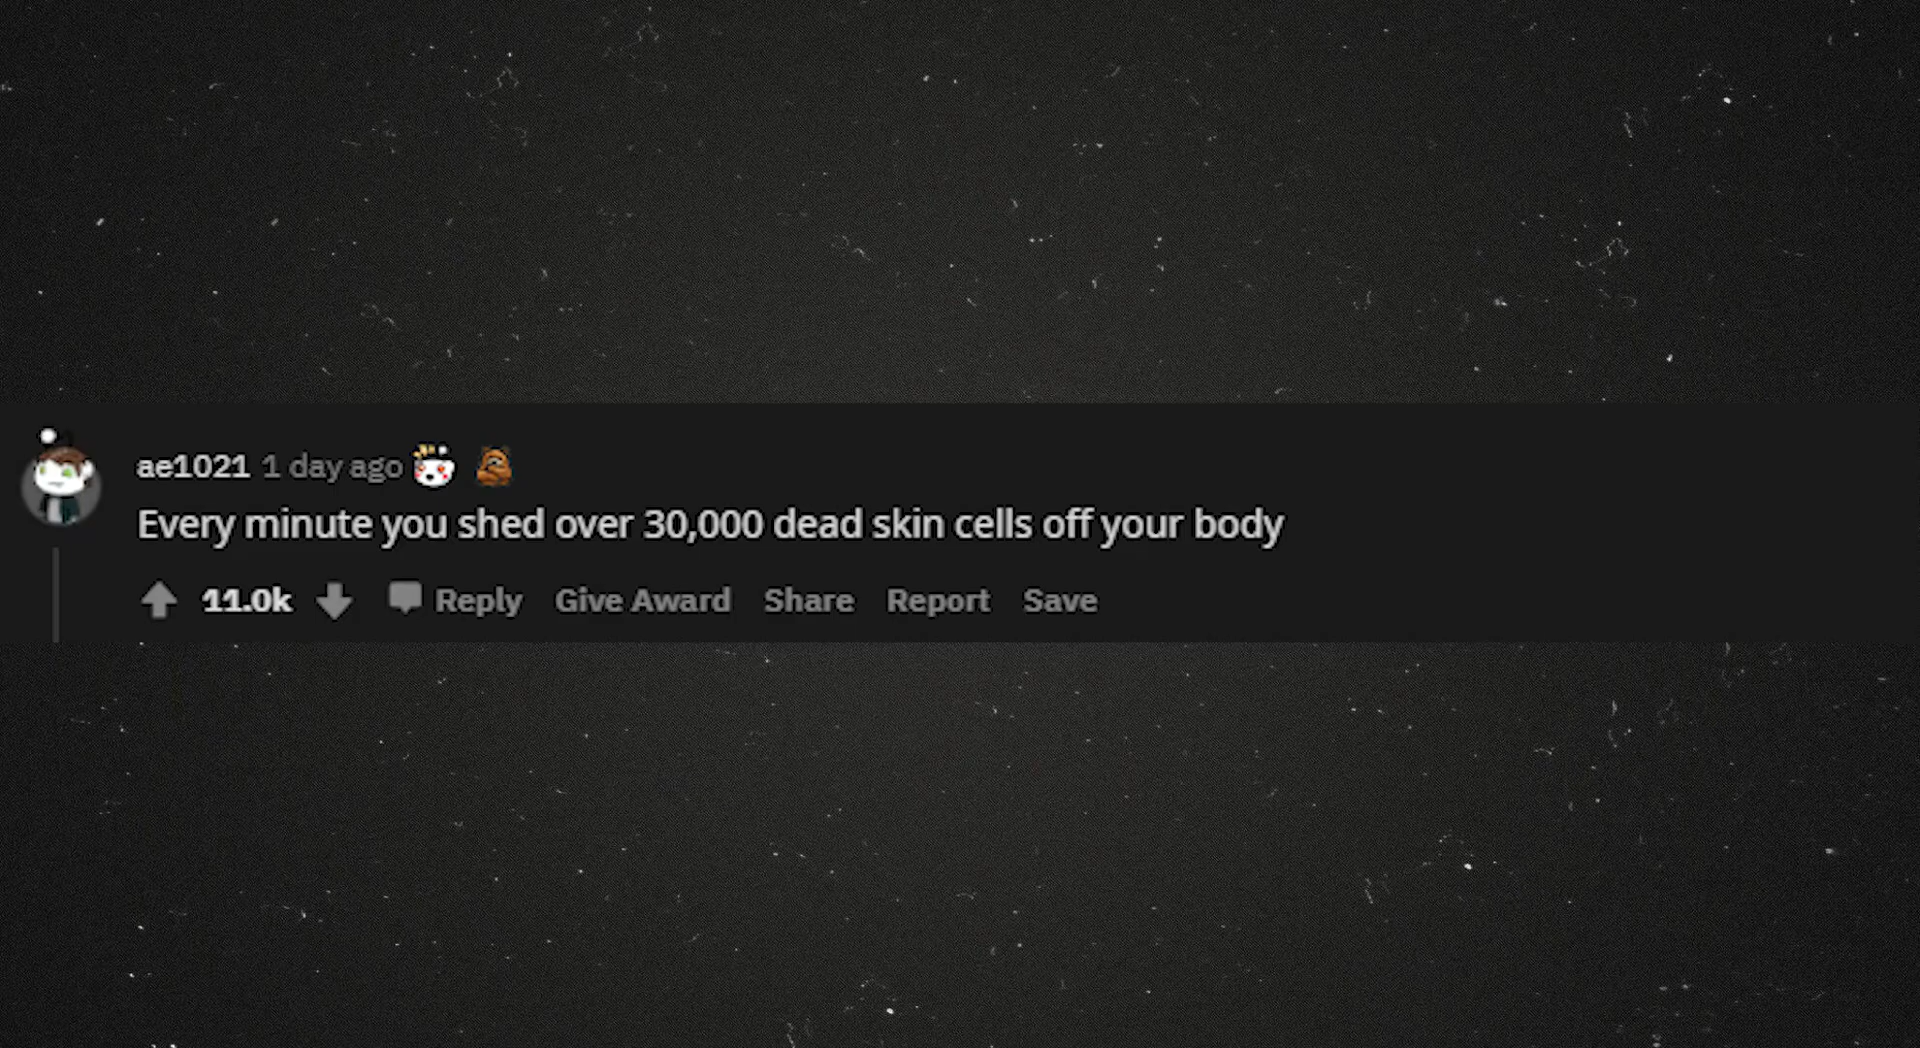 ae1021 1 day ago
Every minute you shed over 30,000 dead skin cells off your body
11.0k Reply Give Award Share Report Save